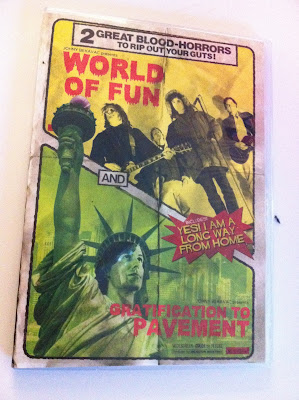 2 GREAT BLOOD-HORRORS
TO RIP OUT YOUR GUTS!
WORLD
OF FUN
AND
YES! I AM A
LONG WAY
FROM HOME
GRATIFICATION TO
PAVEMENT